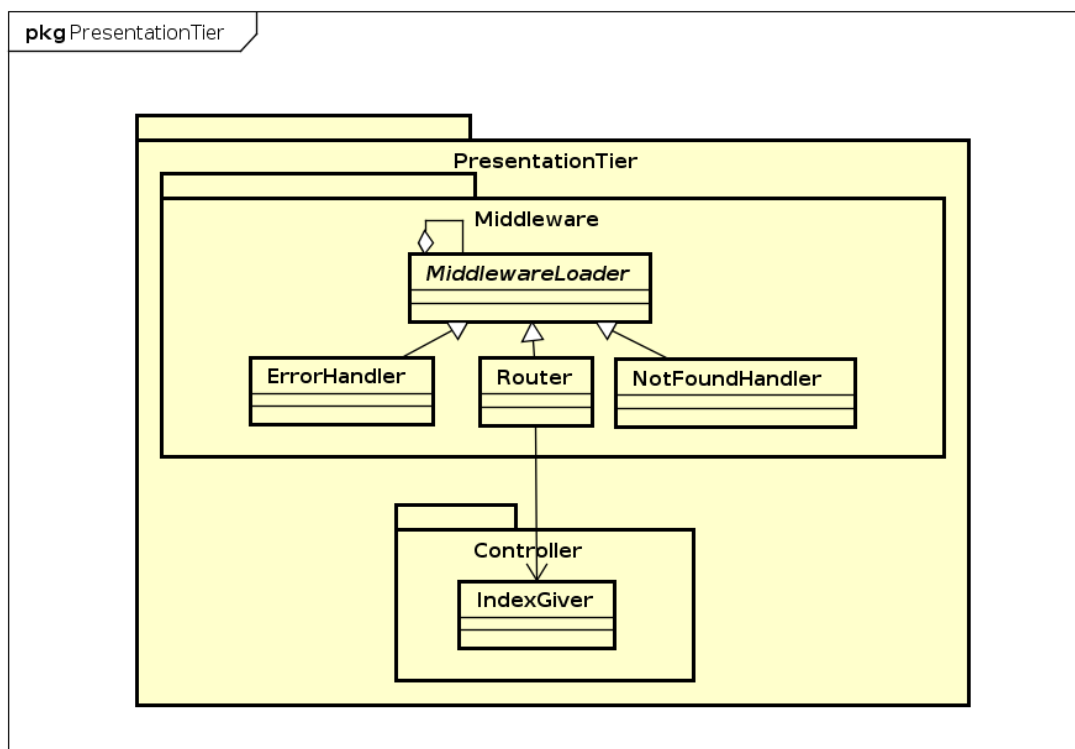 pkg PresentationTier
PresentationTier
Middleware
MiddlewareLoader
ErrorHandler
Router
NotFoundHandler
Controller
IndexGiver